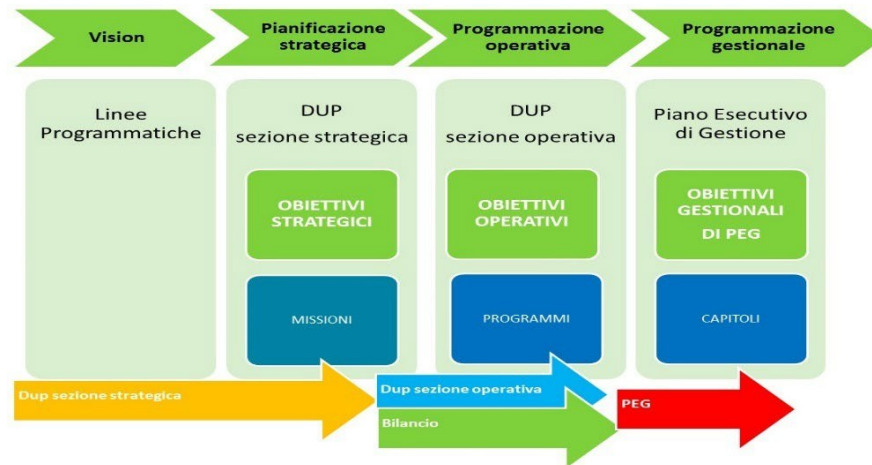 Vision
Pianificazione
strategica
Programmazione
operativa
Programmazione
gestionale
Linee
Programmatiche
DUP
sezione strategica
OBIETTIVI
STRATEGICI
MISSIONI
DUP
sezione operativa
OBIETTIVI
OPERATIVI
PROGRAMMI
Piano Esecutivo
di Gestione
OBIETTIVI
GESTIONALI
DI PEG
CAPITOLI
Dup sezione strategica
Dup sezione operativa
Bilancio
PEG